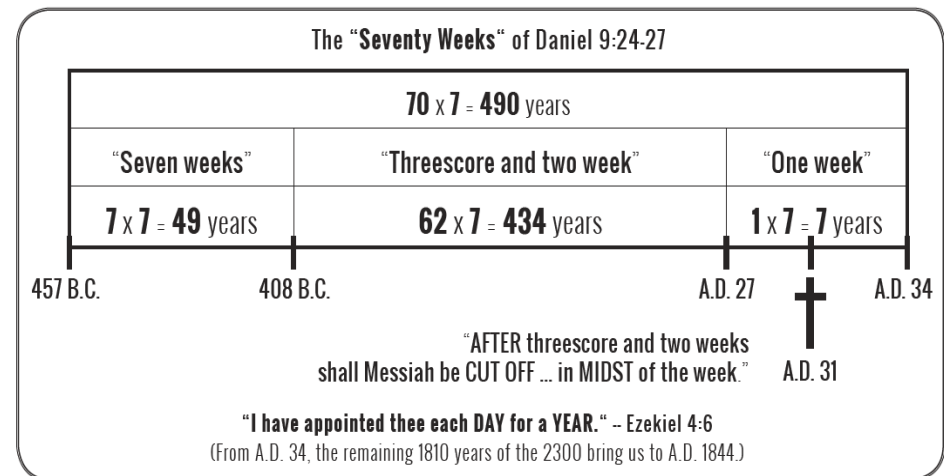 The “Seventy Weeks“ of Daniel 9:24-27
70 x 7 = 490 years
“Seven weeks” “Threescore and two week” “One week”
7 x 7 = 49 years 62 x 7 = 434 years 1 x 7 = 7 years
457 B.C. 408 B.C. A.D. 27 A.D. 34
“AFTER threescore and two weeks
shall Messiah be CUT OFF ... in MIDST of the week.” A.D. 31
“I have appointed thee each DAY for a YEAR.“ -- Ezekiel 4:6
(From A.D. 34, the remaining 1810 years of the 2300 bring us to A.D. 1844.)